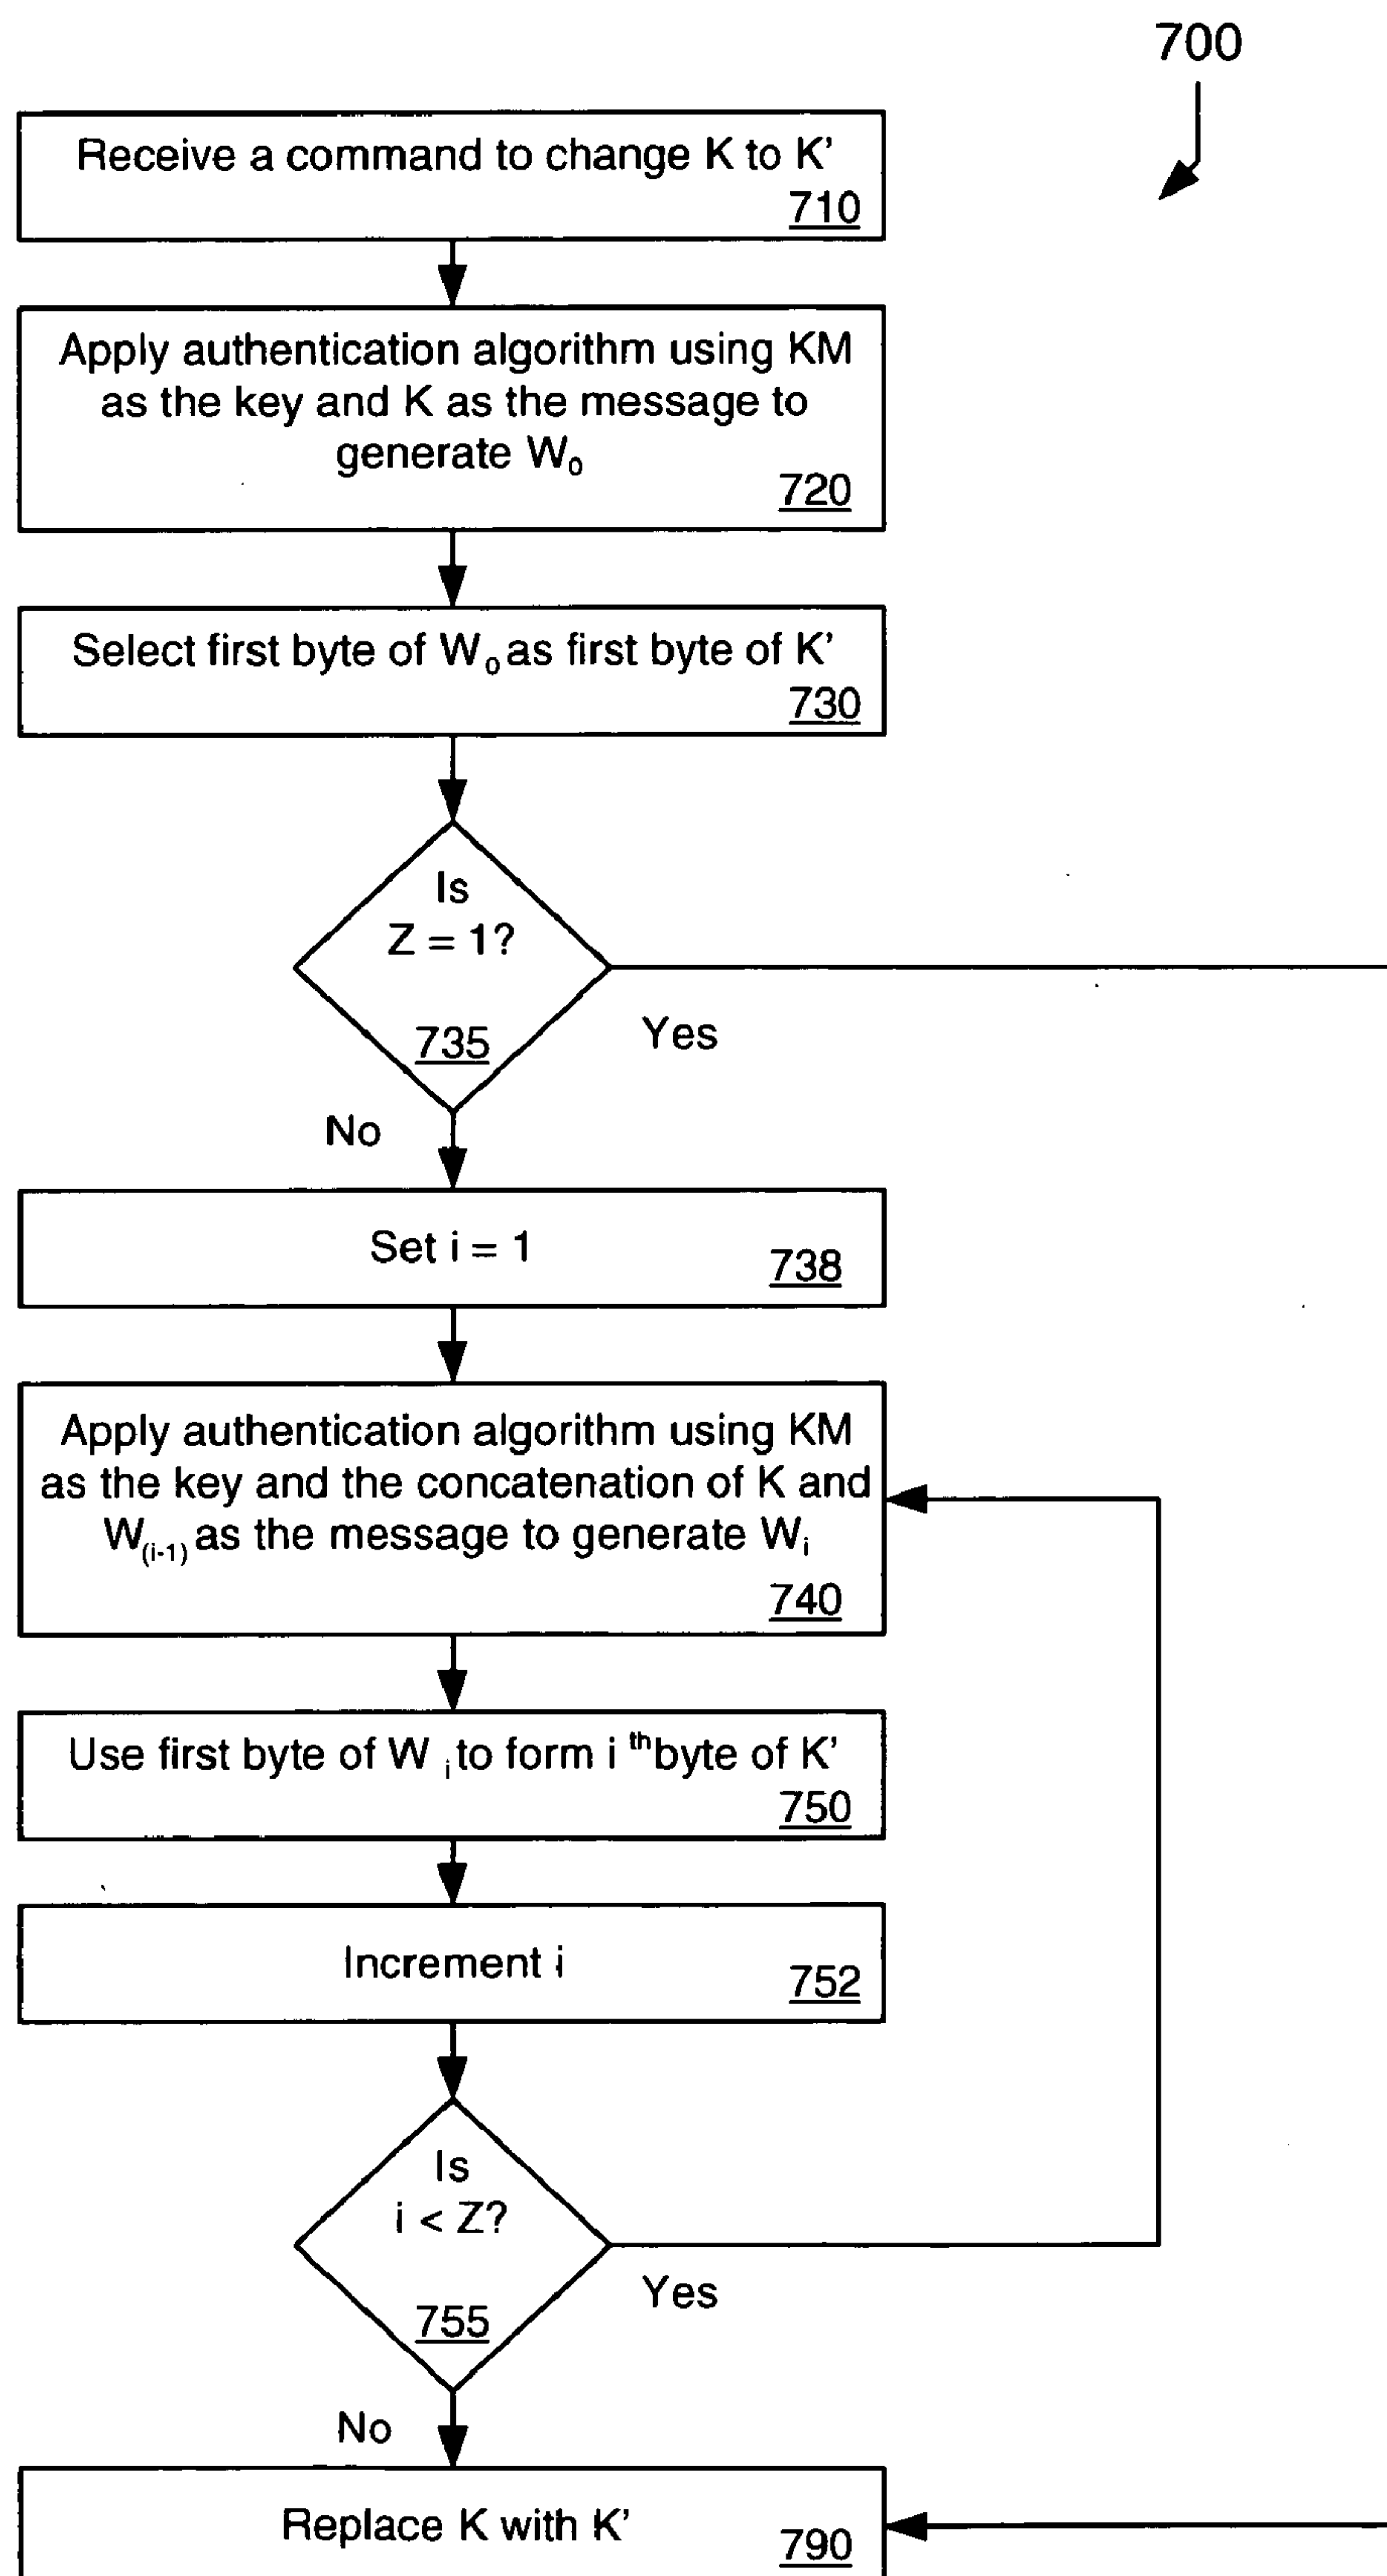 700
Receive a command to change K to K’
710
Apply authentication algorithm using KM
as the key and K as the message to
generate W₀
720
Select first byte of W₀ as first byte of K’
730
Is
Z = 1?
735
Yes
No
Set i = 1
738
Apply authentication algorithm using KM
as the key and the concatenation of K and
W₍ᵢ₋₁₎ as the message to generate Wᵢ
740
Use first byte of W ᵢ to form i ᵗʰ byte of K’
750
Increment i
752
Is
i < Z?
755
Yes
No
Replace K with K’
790